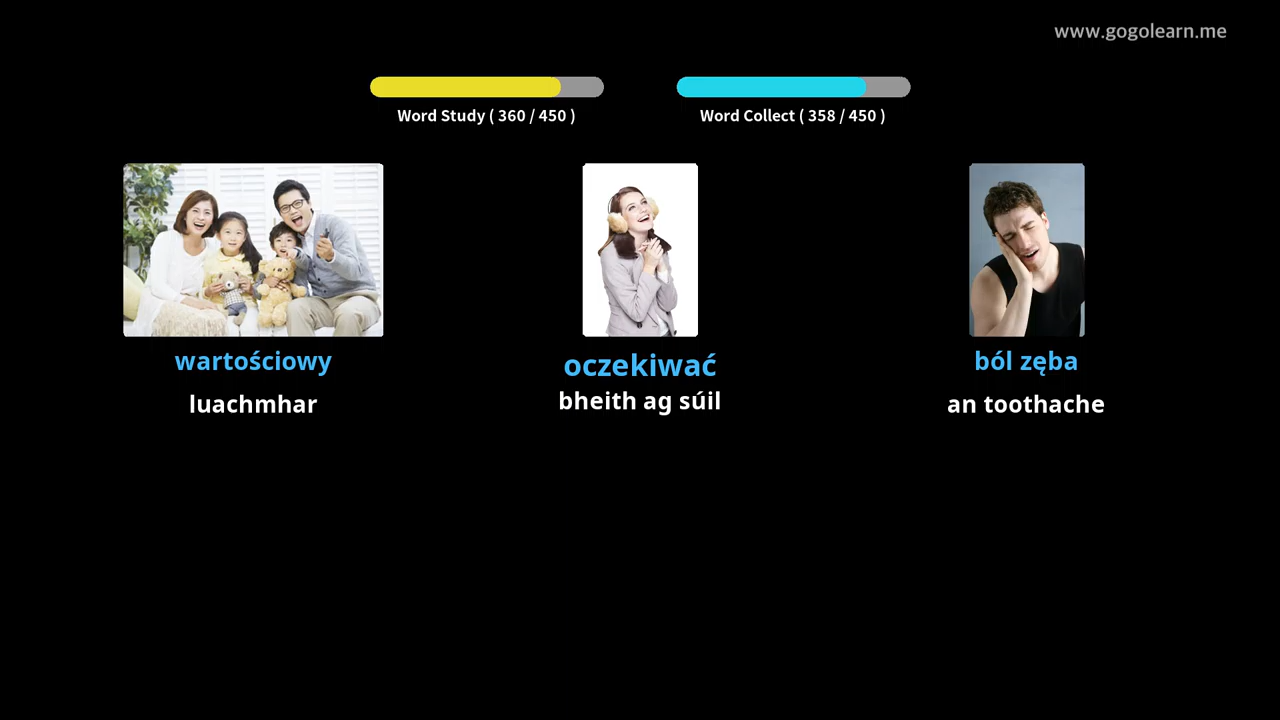 www.gogolearn.me
Word Study ( 360 / 450 )
Word Collect ( 358 / 450 )
wartościowy
luachmhar
oczekiwać
bheith ag súil
ból zęba
an toothache